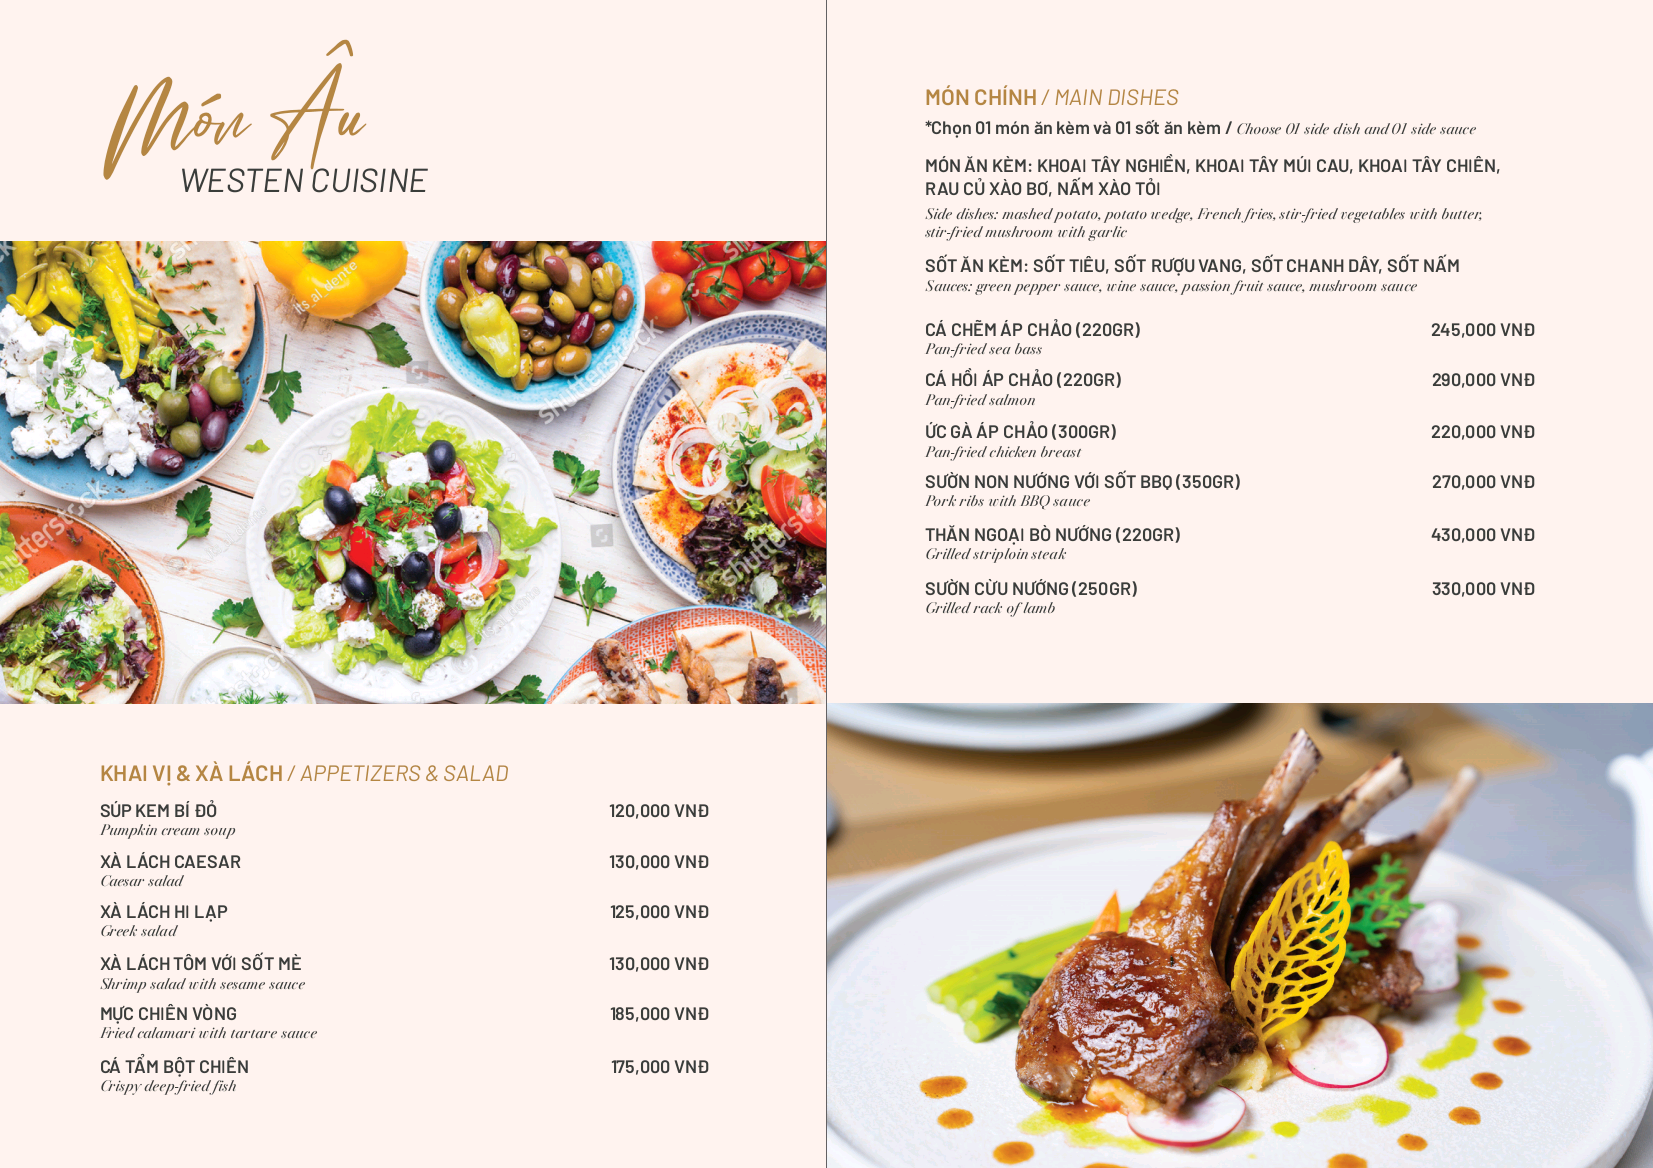 Món Âu
WESTEN CUISINE
its_al_dente
shutterstock
shutterstock
shutterstock
KHAI VỊ & XÀ LÁCH / APPETIZERS & SALAD
SÚP KEM BÍ ĐỎ 120,000 VNĐ
Pumpkin cream soup
XÀ LÁCH CAESAR 130,000 VNĐ
Caesar salad
XÀ LÁCH HI LẠP 125,000 VNĐ
Greek salad
XÀ LÁCH TÔM VỚI SỐT MÈ 130,000 VNĐ
Shrimp salad with sesame sauce
MỰC CHIÊN VÒNG 185,000 VNĐ
Fried calamari with tartare sauce
CÁ TẨM BỘT CHIÊN 175,000 VNĐ
Crispy deep-fried fish
MÓN CHÍNH / MAIN DISHES
*Chọn 01 món ăn kèm và 01 sốt ăn kèm / Choose 01 side dish and 01 side sauce
MÓN ĂN KÈM: KHOAI TÂY NGHIỀN, KHOAI TÂY MÚI CAU, KHOAI TÂY CHIÊN,
RAU CỦ XÀO BƠ, NẤM XÀO TỎI
Side dishes: mashed potato, potato wedge, French fries, stir-fried vegetables with butter,
stir-fried mushroom with garlic
SỐT ĂN KÈM: SỐT TIÊU, SỐT RƯỢU VANG, SỐT CHANH DÂY, SỐT NẤM
Sauces: green pepper sauce, wine sauce, passion fruit sauce, mushroom sauce
CÁ CHẼM ÁP CHẢO (220GR) 245,000 VNĐ
Pan-fried sea bass
CÁ HỒI ÁP CHẢO (220GR) 290,000 VNĐ
Pan-fried salmon
ỨC GÀ ÁP CHẢO (300GR) 220,000 VNĐ
Pan-fried chicken breast
SƯỜN NON NƯỚNG VỚI SỐT BBQ (350GR) 270,000 VNĐ
Pork ribs with BBQ sauce
THĂN NGOẠI BÒ NƯỚNG (220GR) 430,000 VNĐ
Grilled striploin steak
SƯỜN CỪU NƯỚNG (250GR) 330,000 VNĐ
Grilled rack of lamb